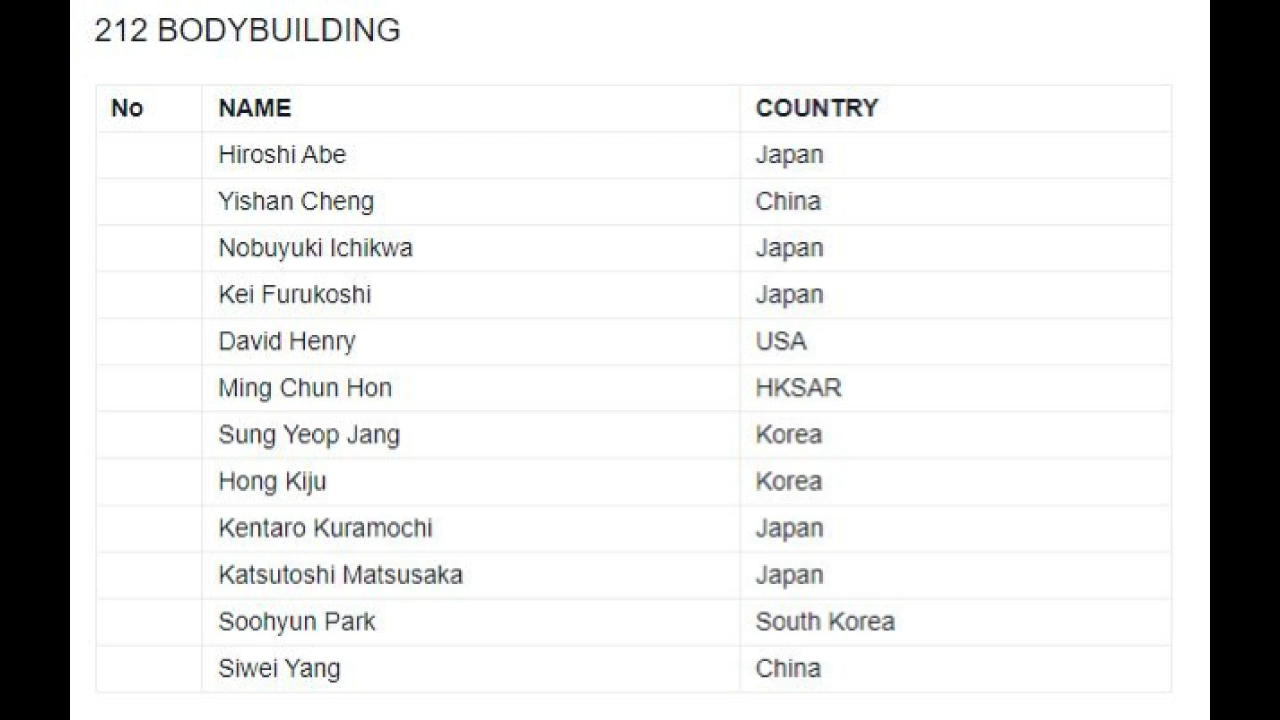 212 BODYBUILDING
No NAME COUNTRY
Hiroshi Abe Japan
Yishan Cheng China
Nobuyuki Ichikwa Japan
Kei Furukoshi Japan
David Henry USA
Ming Chun Hon HKSAR
Sung Yeop Jang Korea
Hong Kiju Korea
Kentaro Kuramochi Japan
Katsutoshi Matsusaka Japan
Soohyun Park South Korea
Siwei Yang China